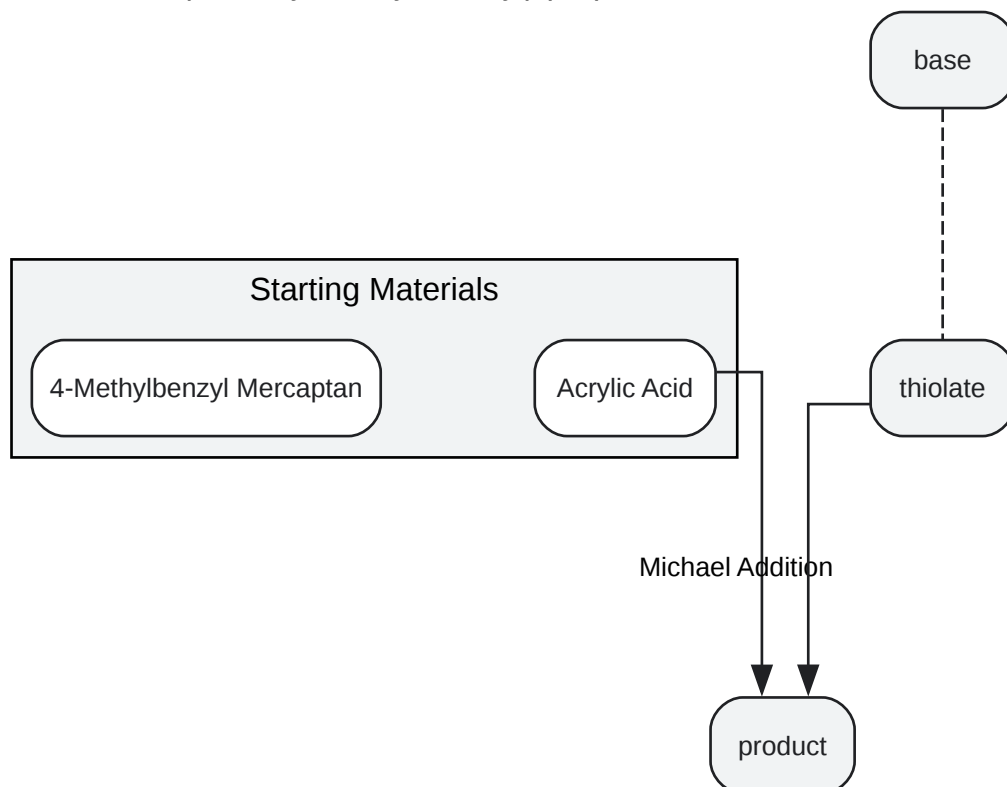 base
Starting Materials
4-Methylbenzyl Mercaptan
Acrylic Acid
thiolate
Michael Addition
product